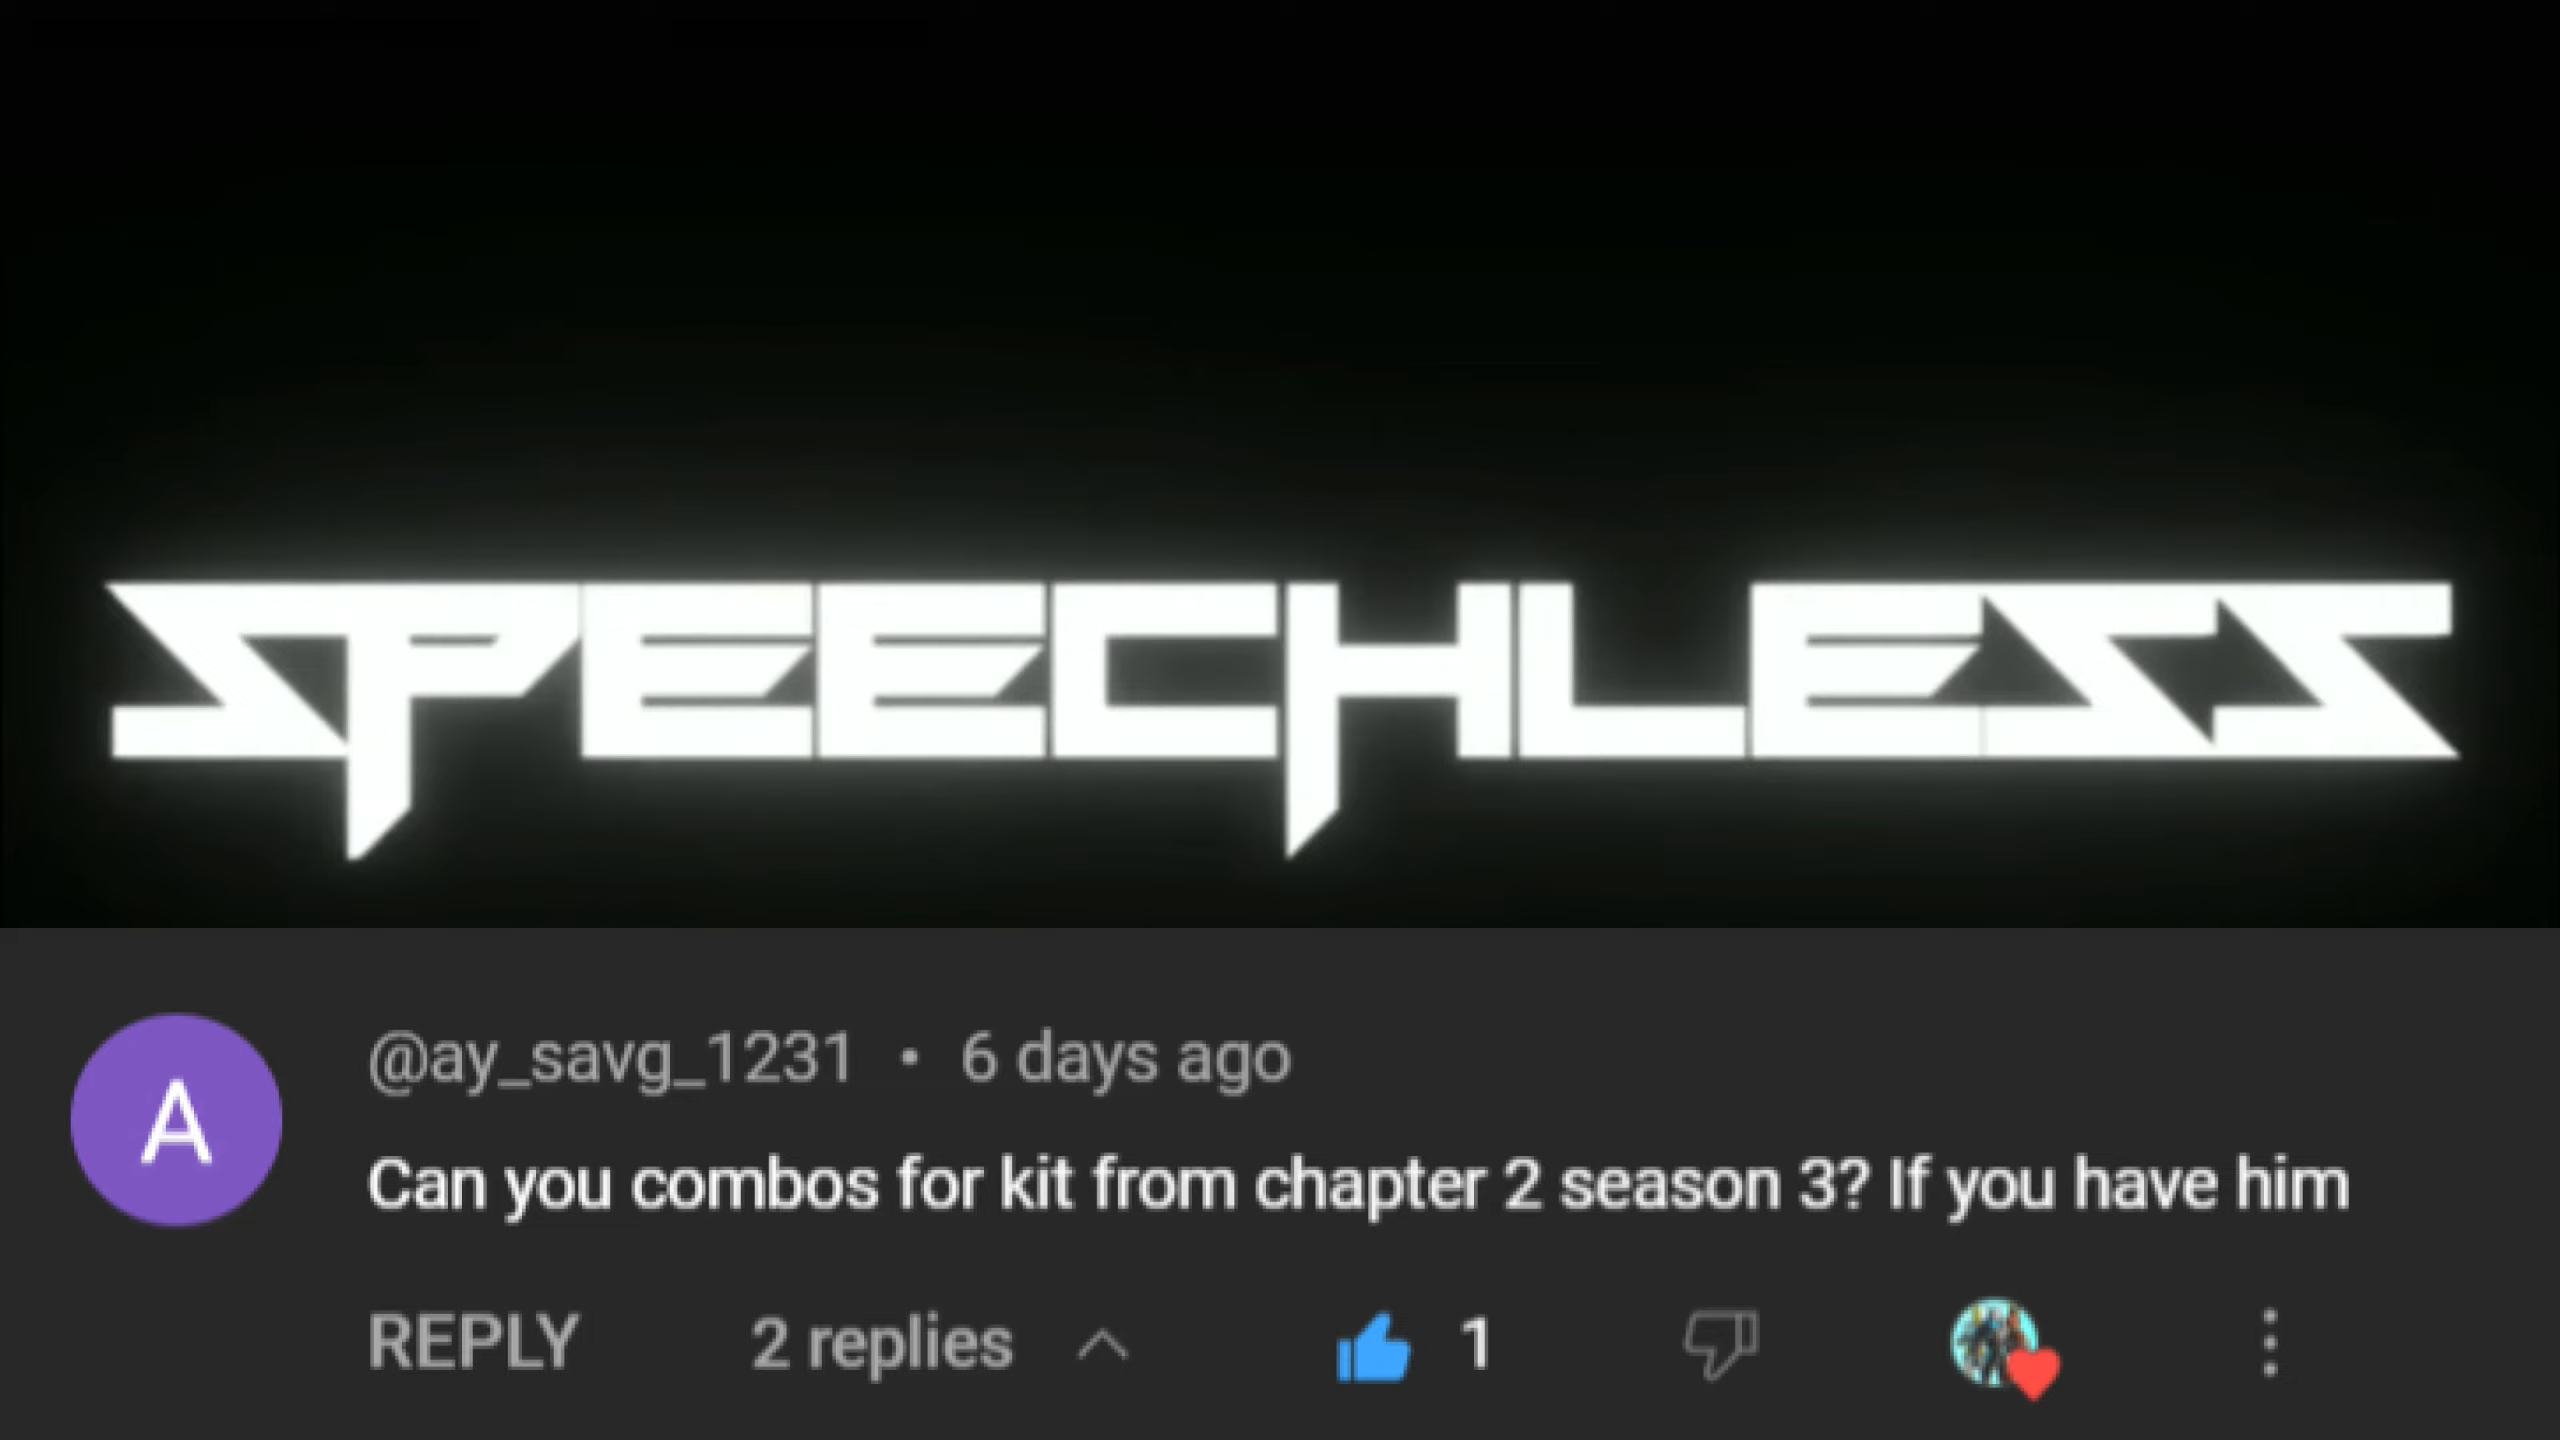 SPEECHLESS
A
@ay_savg_1231 • 6 days ago
Can you combos for kit from chapter 2 season 3? If you have him
REPLY 2 replies 1